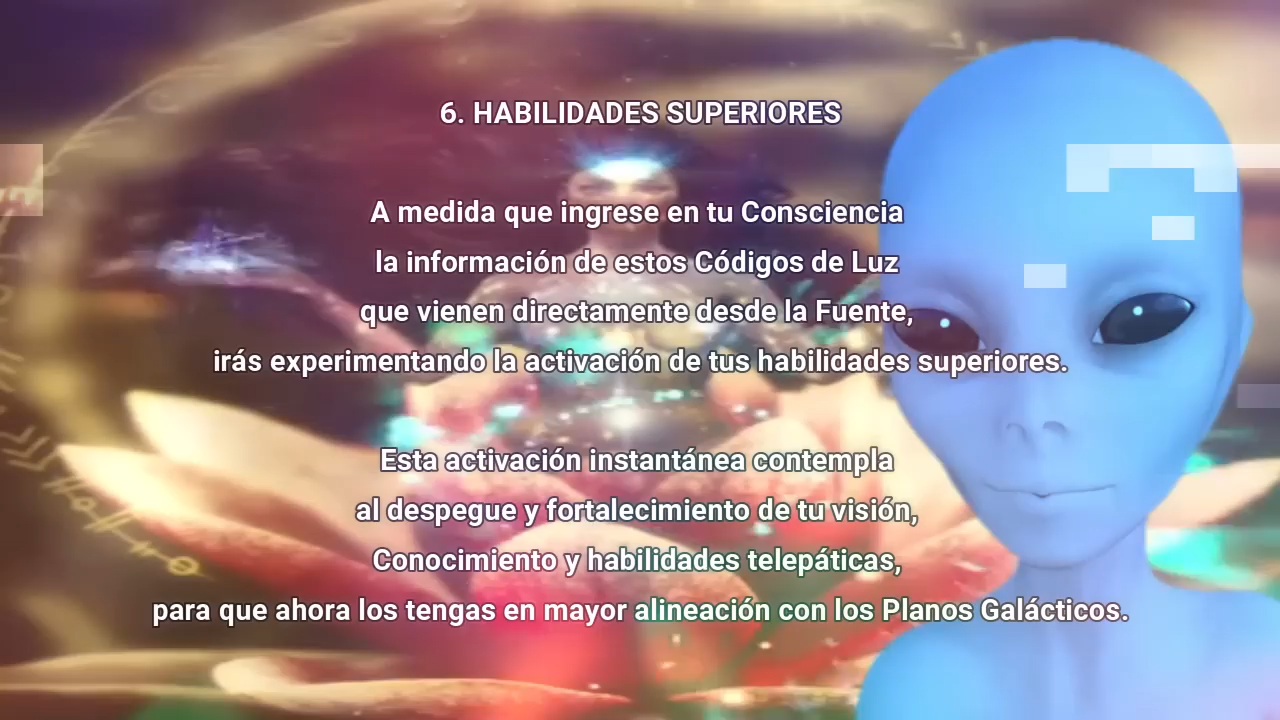 6. HABILIDADES SUPERIORES
A medida que ingrese en tu Consciencia
la información de estos Códigos de Luz
que vienen directamente desde la Fuente,
irás experimentando la activación de tus habilidades superiores.
Esta activación instantánea contempla
al despegue y fortalecimiento de tu visión,
Conocimiento y habilidades telepáticas,
para que ahora los tengas en mayor alineación con los Planos Galácticos.